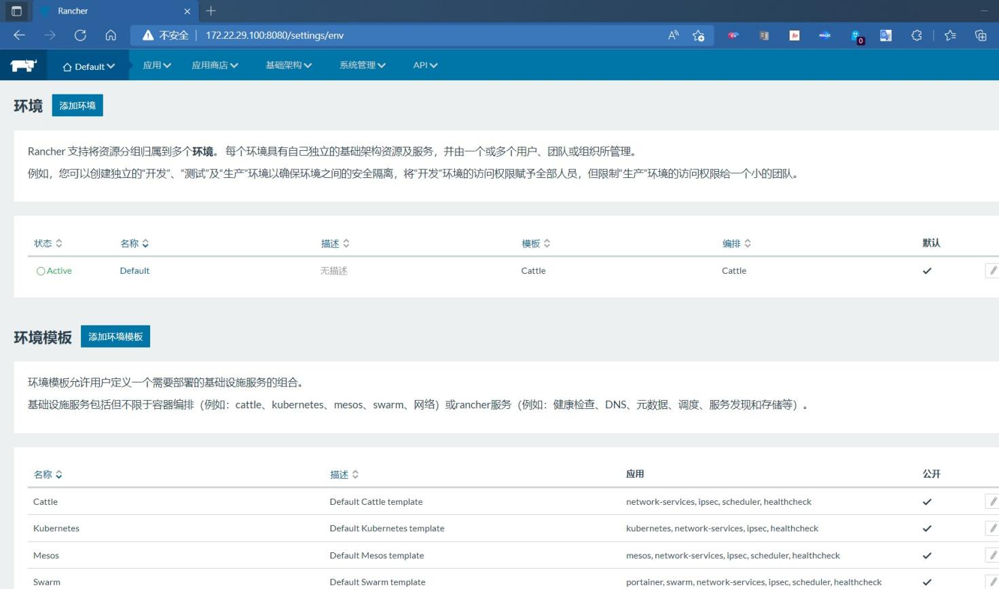 Rancher
不安全 172.22.29.100:8080/settings/env
Default 应用 应用商店 基础架构 系统管理 API
环境 添加环境
Rancher 支持将资源分组归属到多个环境。 每个环境具有自己独立的基础架构资源及服务，并由一个或多个用户、团队或组织所管理。
例如，您可以创建独立的“开发”、“测试”及“生产”环境以确保环境之间的安全隔离，将“开发”环境的访问权限赋予全部人员，但限制“生产”环境的访问权限给一个小的团队。
状态 名称 描述 模板 编排 默认
Active Default 无描述 Cattle Cattle
环境模板 添加环境模板
环境模板允许用户定义一个需要部署的基础设施服务的组合。
基础设施服务包括但不限于容器编排（例如：cattle、kubernetes、mesos、swarm、网络）或rancher服务（例如：健康检查、DNS、元数据、调度、服务发现和存储等）。
名称 描述 应用 公开
Cattle Default Cattle template network-services, ipsec, scheduler, healthcheck
Kubernetes Default Kubernetes template kubernetes, network-services, ipsec, healthcheck
Mesos Default Mesos template mesos, network-services, ipsec, scheduler, healthcheck
Swarm Default Swarm template portainer, swarm, network-services, ipsec, scheduler, healthcheck